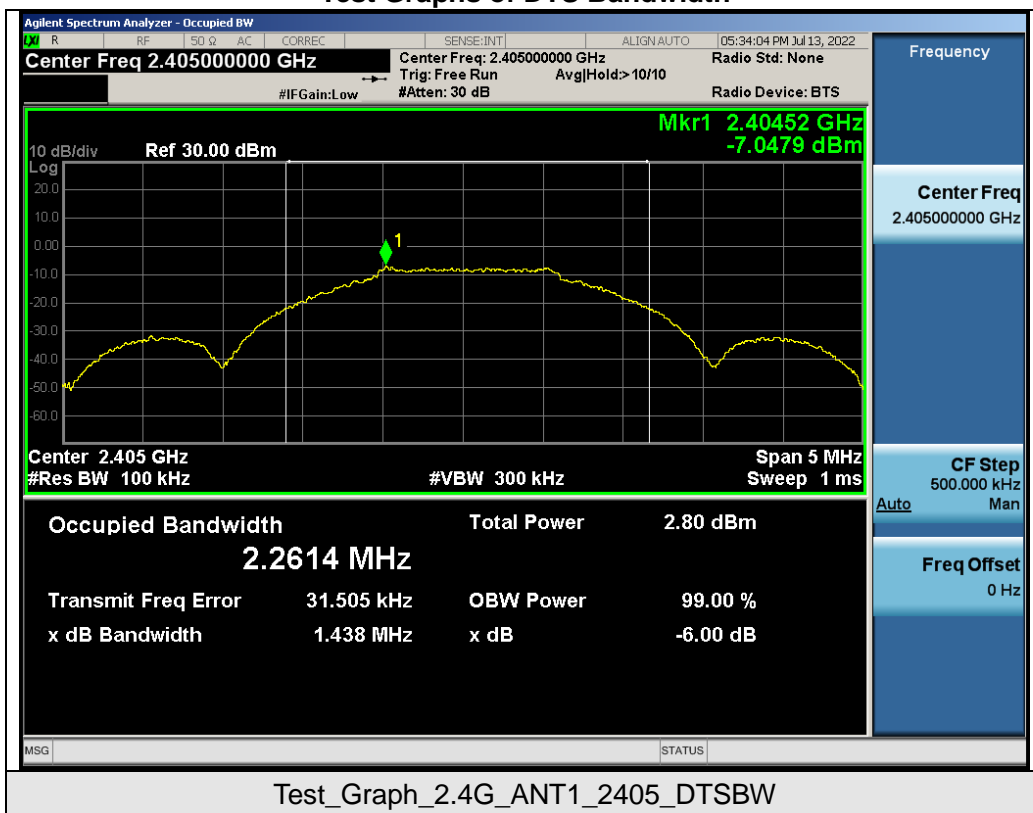 Test Graphs of DTS Bandwidth
Agilent Spectrum Analyzer - Occupied BW
LXI R RF 50 Ω AC CORREC SENSE:INT ALIGN AUTO 05:34:04 PM Jul 13, 2022
Center Freq 2.405000000 GHz Center Freq: 2.405000000 GHz Radio Std: None
Trig: Free Run Avg|Hold:> 10/10
#IFGain:Low #Atten: 30 dB Radio Device: BTS
Mkr1 2.40452 GHz
10 dB/div Ref 30.00 dBm -7.0479 dBm
Log
20.0
10.0
0.00
1
-10.0
-20.0
-30.0
-40.0
-50.0
-60.0
Center 2.405 GHz Span 5 MHz
#Res BW 100 kHz #VBW 300 kHz Sweep 1 ms
Occupied Bandwidth Total Power 2.80 dBm
2.2614 MHz
Transmit Freq Error 31.505 kHz OBW Power 99.00 %
x dB Bandwidth 1.438 MHz x dB -6.00 dB
MSG STATUS
Frequency
Center Freq
2.405000000 GHz
CF Step
500.000 kHz
Auto Man
Freq Offset
0 Hz
Test_Graph_2.4G_ANT1_2405_DTSBW